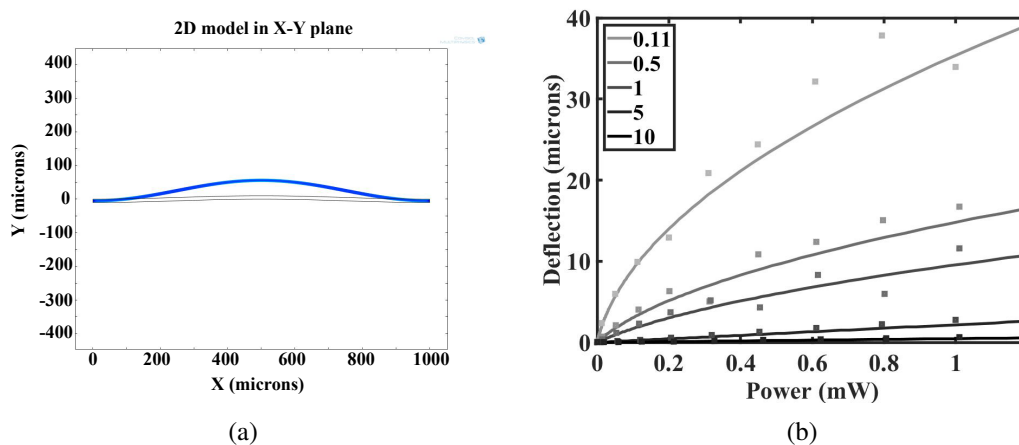 2D model in X-Y plane
400
300
200
100
0
-100
-200
-300
-400
Y (microns)
0 200 400 600 800 1000
X (microns)
(a)
40
30
20
10
0
Deflection (microns)
0.11
0.5
1
5
10
0 0.2 0.4 0.6 0.8 1
Power (mW)
(b)